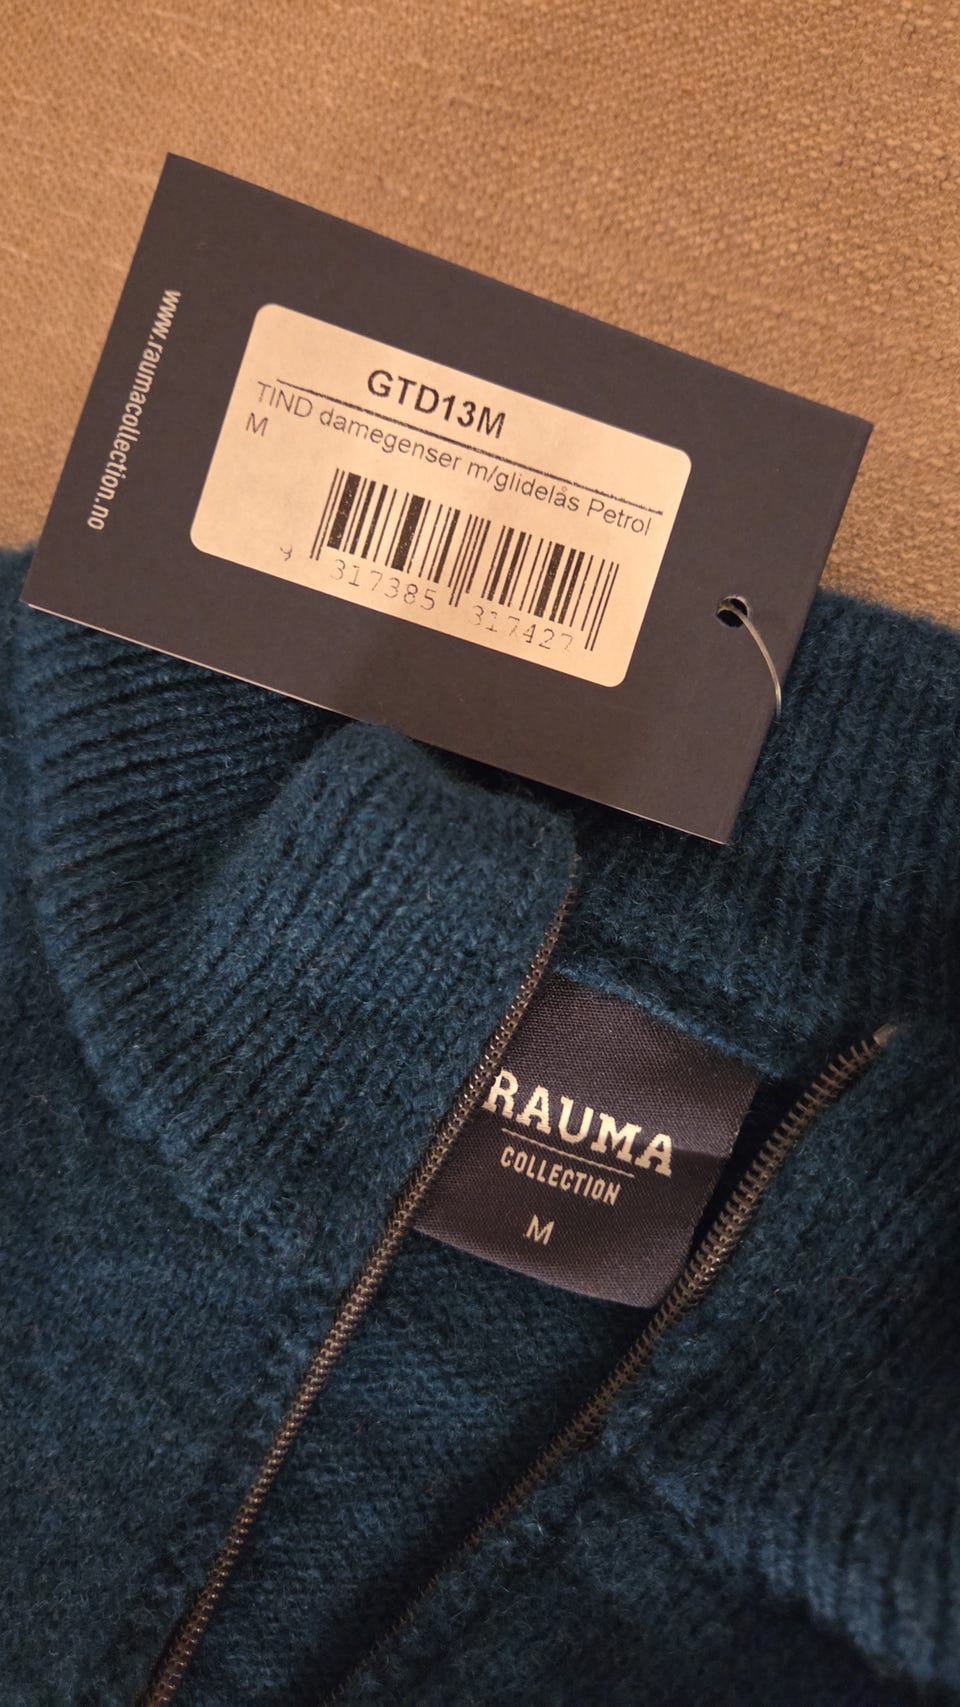 www.raumacollection.no
GTD13M
TIND damegenser m/glidelås Petrol
M
317385 317427
RAUMA
COLLECTION
M